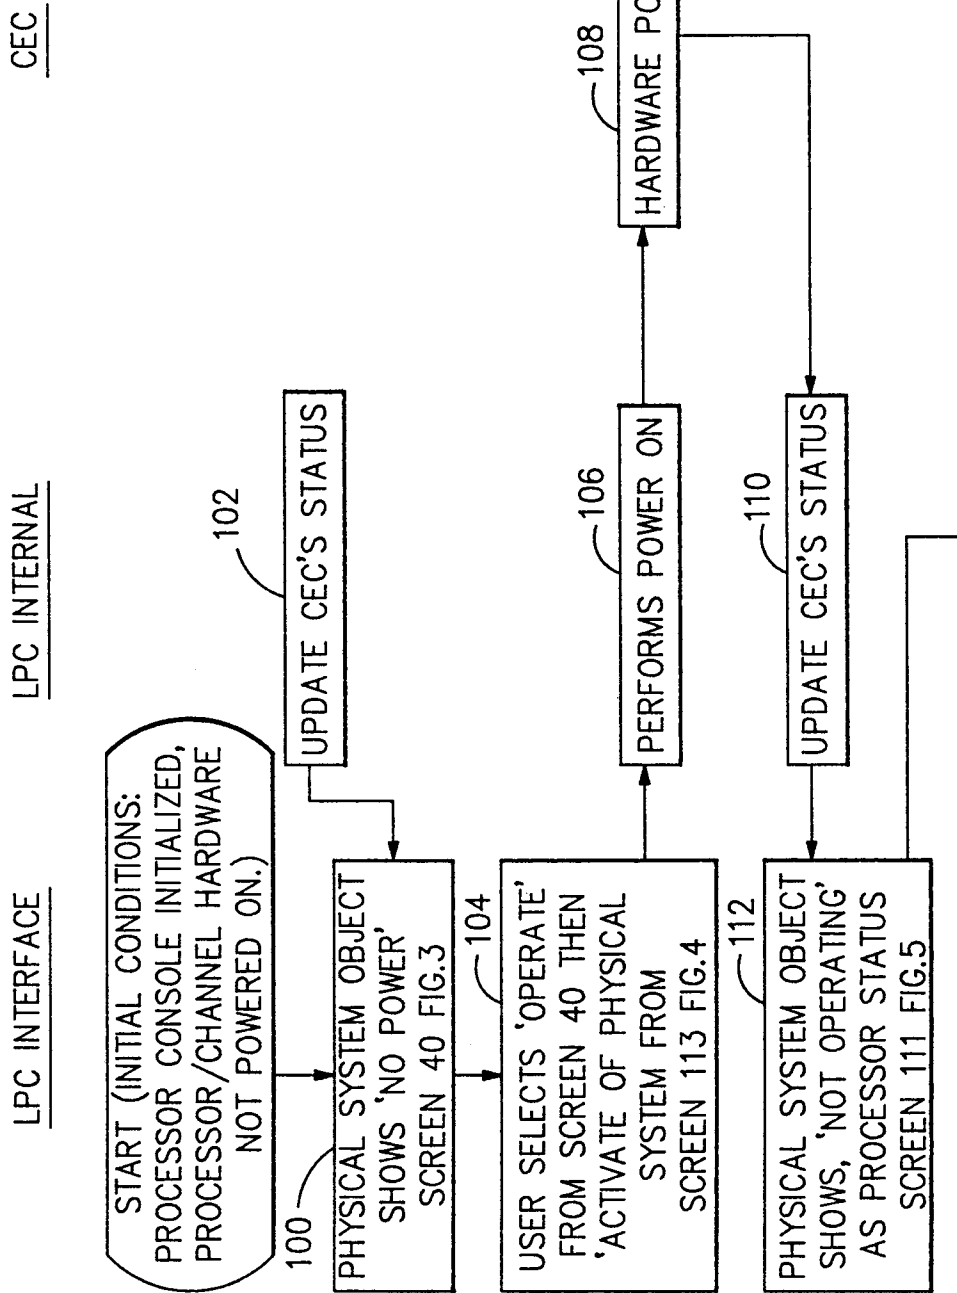 LPC INTERFACE
LPC INTERNAL
CEC
START (INITIAL CONDITIONS:
PROCESSOR CONSOLE INITIALIZED,
PROCESSOR/CHANNEL HARDWARE
NOT POWERED ON.)
100
PHYSICAL SYSTEM OBJECT
SHOWS 'NO POWER'
SCREEN 40 FIG.3
102
UPDATE CEC'S STATUS
104
USER SELECTS 'OPERATE'
FROM SCREEN 40 THEN
'ACTIVATE OF PHYSICAL
SYSTEM FROM
SCREEN 113 FIG.4
106
PERFORMS POWER ON
108
HARDWARE
110
UPDATE CEC'S STATUS
112
PHYSICAL SYSTEM OBJECT
SHOWS, 'NOT OPERATING'
AS PROCESSOR STATUS
SCREEN 111 FIG.5